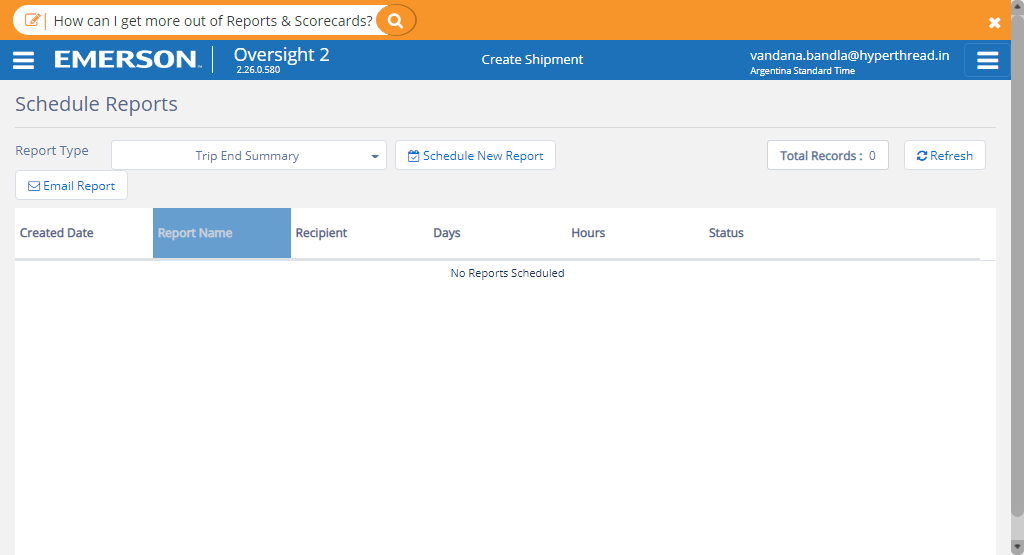 How can I get more out of Reports & Scorecards?
EMERSON™ Oversight 2 Create Shipment vandana.bandla@hyperthread.in
2.26.0.580 Argentina Standard Time
Schedule Reports
Report Type Trip End Summary Schedule New Report Total Records : 0 Refresh
Email Report
Created Date Report Name Recipient Days Hours Status
No Reports Scheduled